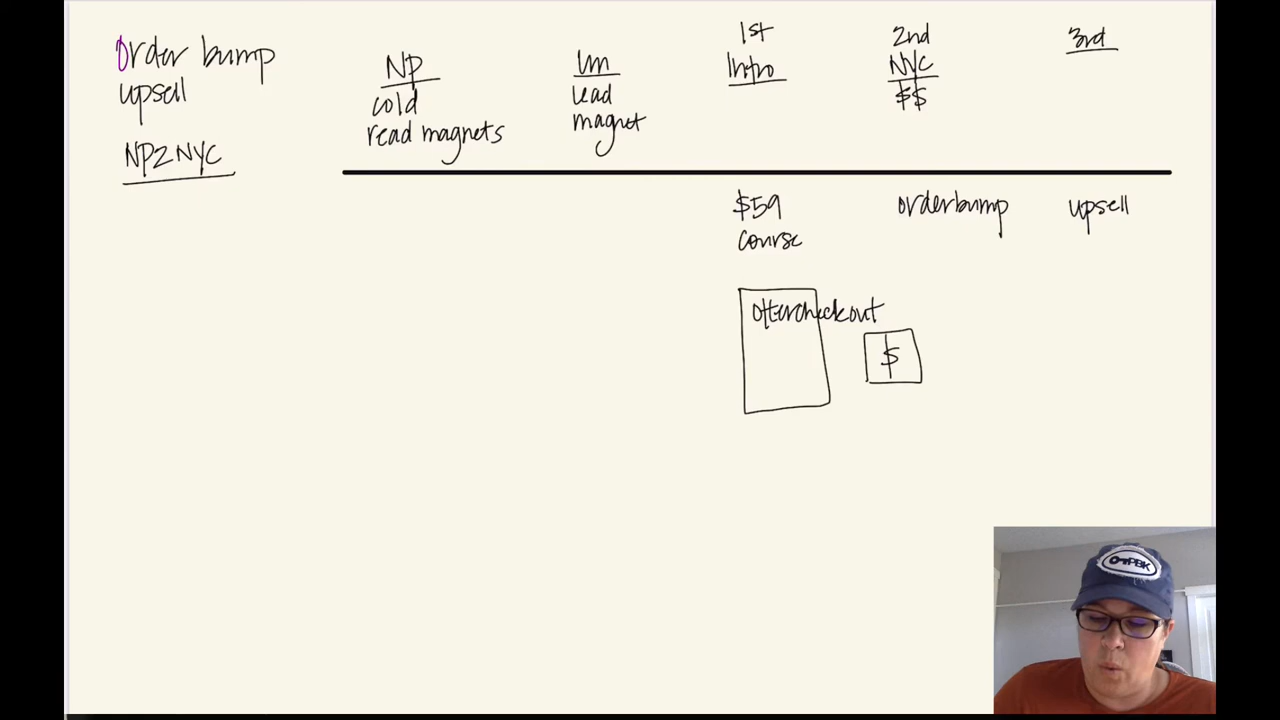 order bump
upsell
NP2NYC
NP
cold
read magnets
lm
lead
magnet
1st
Intro
2nd
NYC
$$
3rd
$59
course
orderbump
upsell
offercheckout
$
PBK